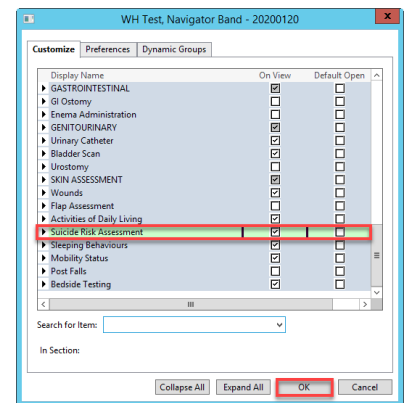 WH Test, Navigator Band - 20200120
x
Customize Preferences Dynamic Groups
Display Name On View Default Open
GASTROINTESTINAL
GI Ostomy
Enema Administration
GENITOURINARY
Urinary Catheter
Bladder Scan
Urostomy
SKIN ASSESSMENT
Wounds
Flap Assessment
Activities of Daily Living
Suicide Risk Assessment
Sleeping Behaviours
Mobility Status
Post Falls
Bedside Testing
Search for Item:
In Section:
Collapse All Expand All OK Cancel